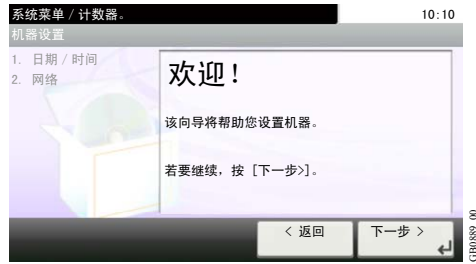 系统菜单 / 计数器。 10:10
机器设置
1. 日期 / 时间
2. 网络
欢迎!
该向导将帮助您设置机器。
若要继续，按 [下一步>]。
< 返回 下一步 >
GB0889_00